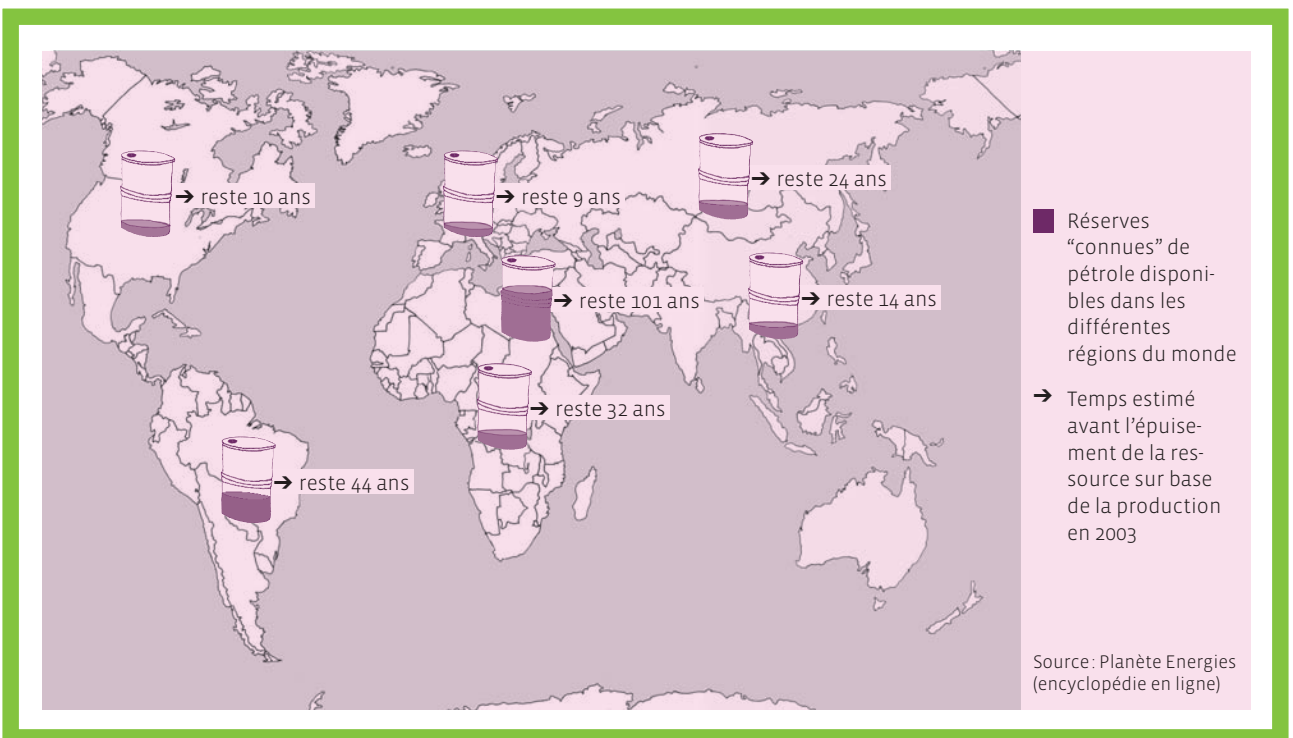 reste 10 ans
reste 9 ans
reste 24 ans
reste 101 ans
reste 14 ans
reste 32 ans
reste 44 ans
Réserves
“connues” de
pétrole disponi-
bles dans les
différentes
régions du monde
➔ Temps estimé
avant l’épuise-
ment de la res-
source sur base
de la production
en 2003
Source : Planète Energies
(encyclopédie en ligne)